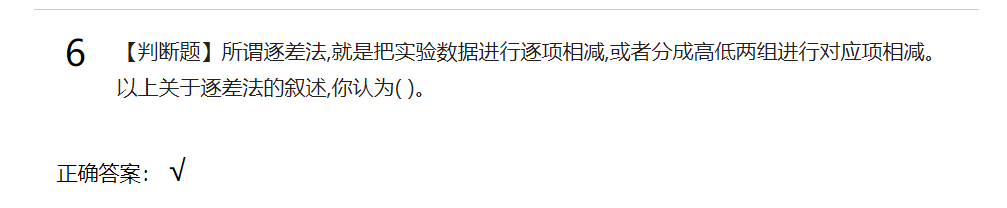 6 【判断题】所谓逐差法,就是把实验数据进行逐项相减,或者分成高低两组进行对应项相减。
以上关于逐差法的叙述,你认为( )。
正确答案： √